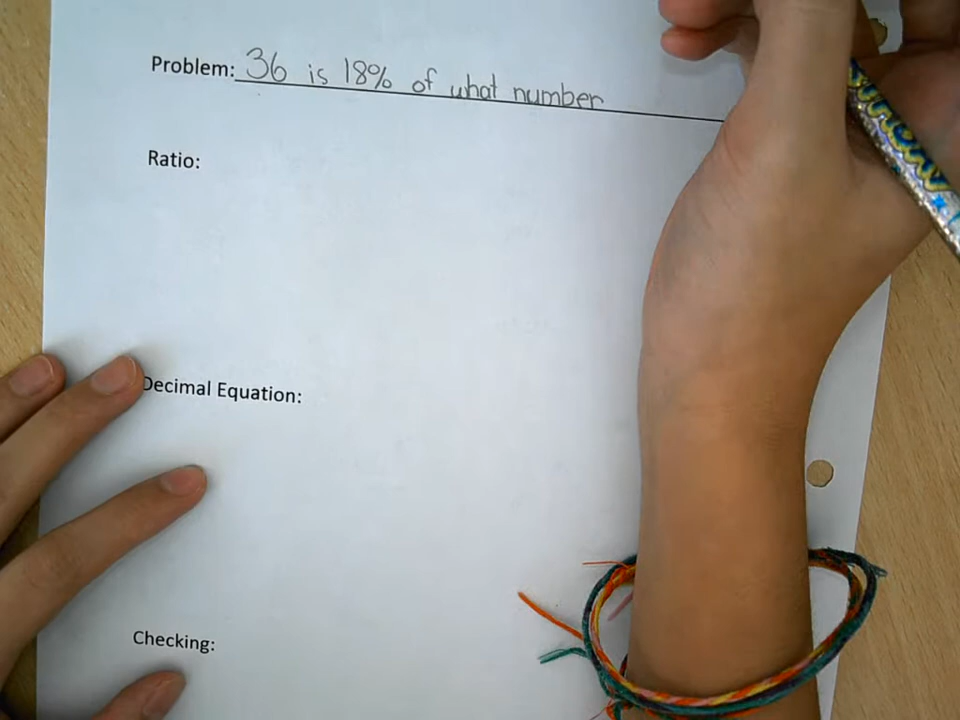 Problem: 36 is 18% of what number
Ratio:
Decimal Equation:
Checking: